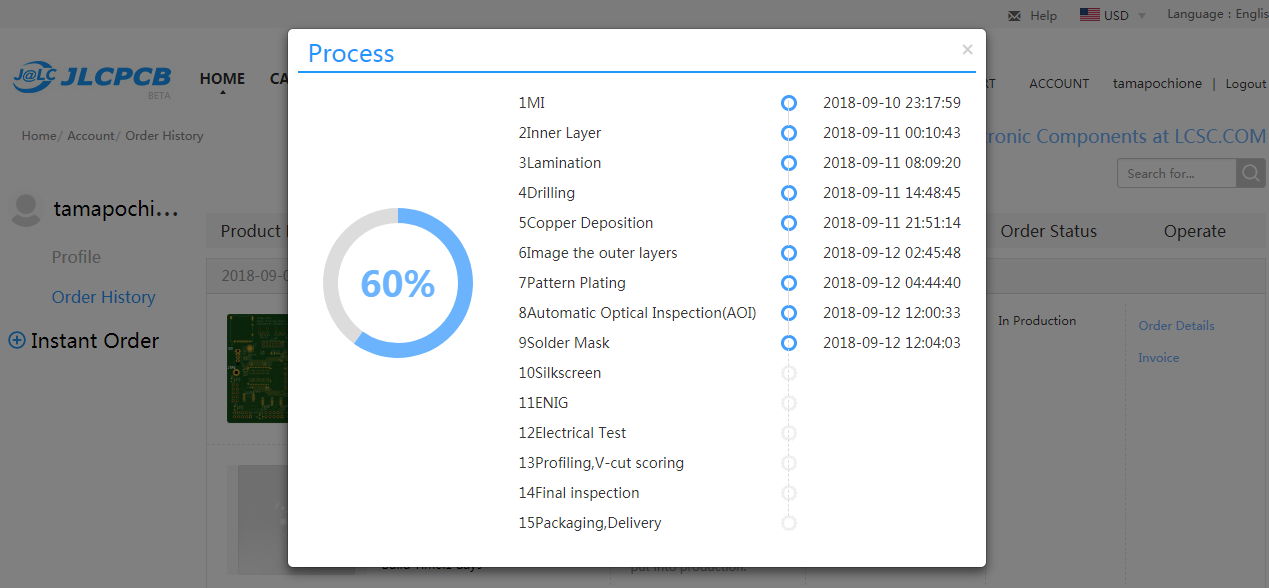 Help USD Language : Englis
J@LC JLCPCB
BETA
HOME CA
ACCOUNT tamapochione | Logout
Home/ Account/ Order History
ronic Components at LCSC.COM
Search for...
tamapochi...
Profile
Order History
Instant Order
Product
Order Status Operate
2018-09-0
In Production
Order Details
Invoice
Process ×
1MI 2018-09-10 23:17:59
2Inner Layer 2018-09-11 00:10:43
3Lamination 2018-09-11 08:09:20
4Drilling 2018-09-11 14:48:45
5Copper Deposition 2018-09-11 21:51:14
6Image the outer layers 2018-09-12 02:45:48
7Pattern Plating 2018-09-12 04:44:40
8Automatic Optical Inspection(AOI) 2018-09-12 12:00:33
9Solder Mask 2018-09-12 12:04:03
10Silkscreen
11ENIG
12Electrical Test
13Profiling,V-cut scoring
14Final inspection
15Packaging,Delivery
60%
put into production.